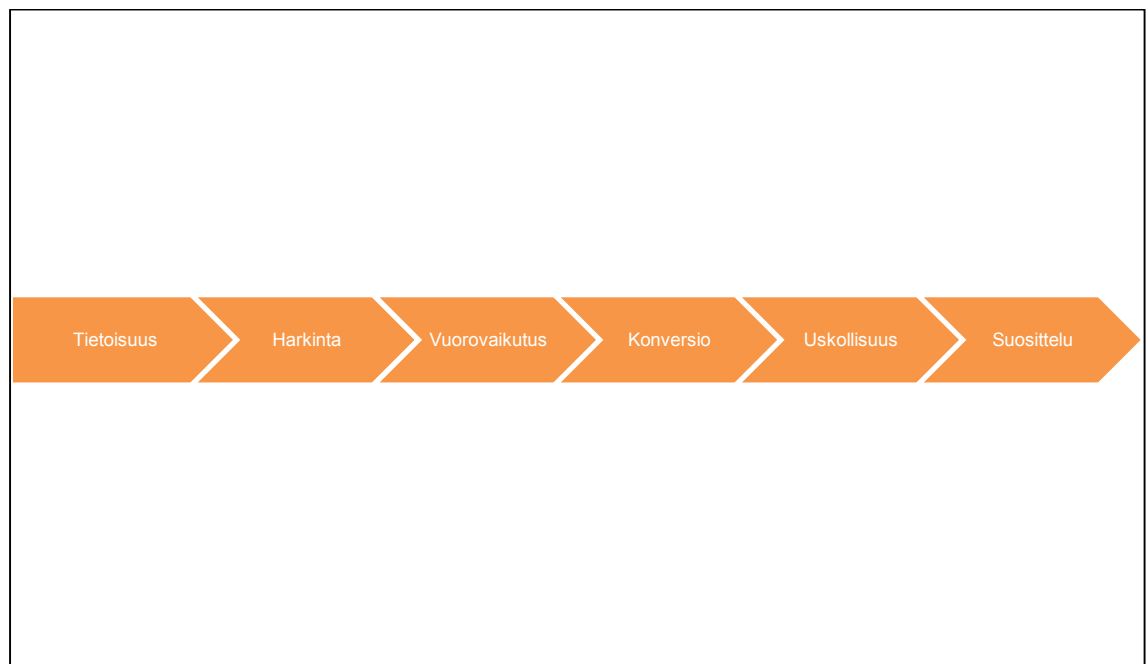 Tietoisuus
Harkinta
Vuorovaikutus
Konversio
Uskollisuus
Suosittelu